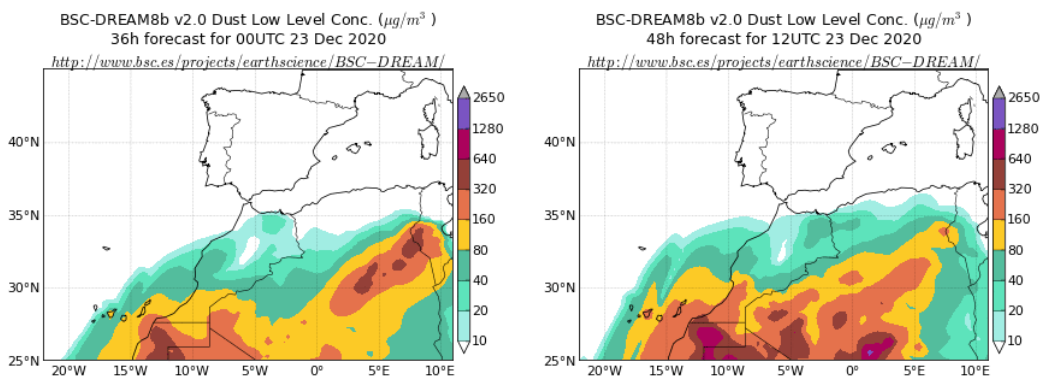 BSC-DREAM8b v2.0 Dust Low Level Conc. (μg/m³ )
36h forecast for 00UTC 23 Dec 2020
http://www.bsc.es/projects/earthscience/BSC−DREAM/
40°N
35°N
30°N
25°N
20°W
15°W
10°W
5°W
0°
5°E
10°E
2650
1280
640
320
160
80
40
20
10
BSC-DREAM8b v2.0 Dust Low Level Conc. (μg/m³ )
48h forecast for 12UTC 23 Dec 2020
http://www.bsc.es/projects/earthscience/BSC−DREAM/
40°N
35°N
30°N
25°N
20°W
15°W
10°W
5°W
0°
5°E
10°E
2650
1280
640
320
160
80
40
20
10